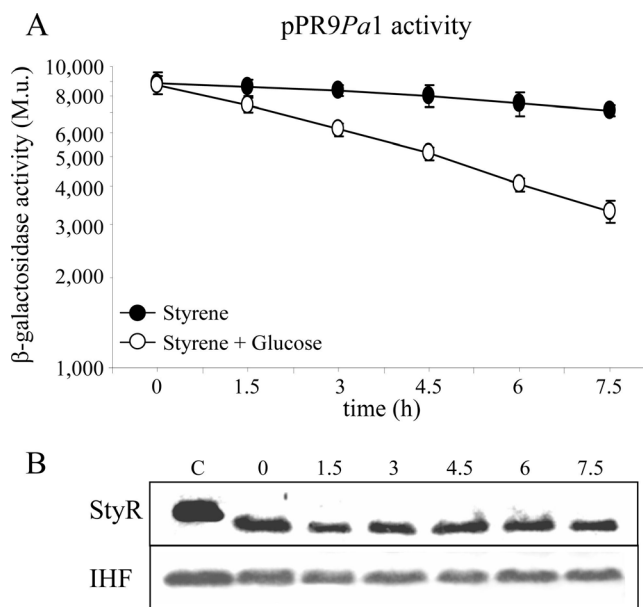 A
pPR9Pa1 activity
β-galactosidase activity (M.u.)
10,000
8,000
6,000
5,000
4,000
3,000
2,000
1,000
Styrene
Styrene + Glucose
0 1.5 3 4.5 6 7.5
time (h)
B
C 0 1.5 3 4.5 6 7.5
StyR
IHF